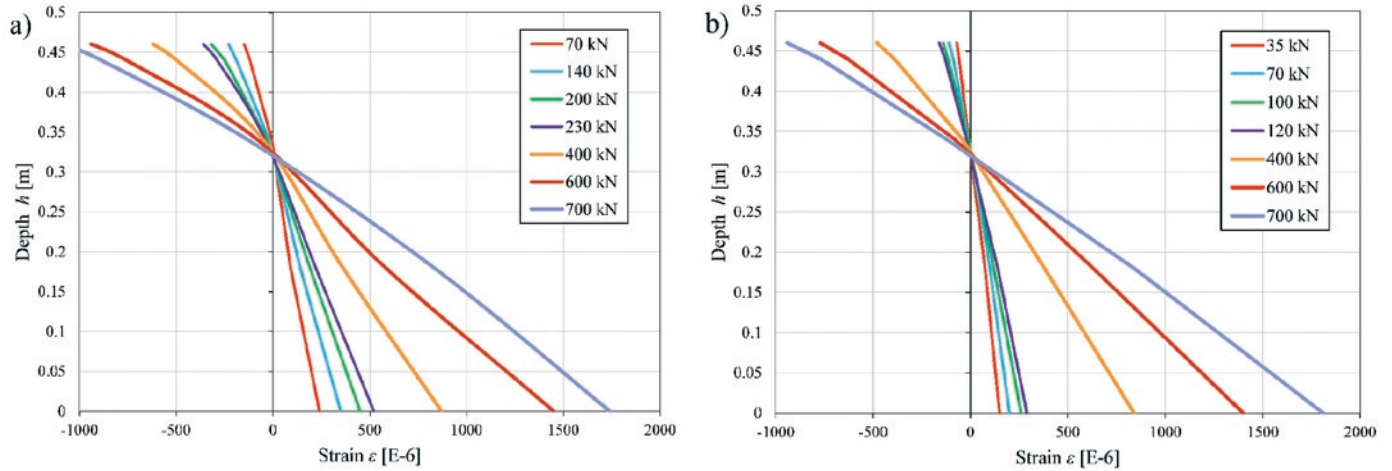 a)
Depth h [m]
0.5
0.45
0.4
0.35
0.3
0.25
0.2
0.15
0.1
0.05
0
-1000 -500 0 500 1000 1500 2000
Strain ε [E-6]
70 kN
140 kN
200 kN
230 kN
400 kN
600 kN
700 kN
b)
Depth h [m]
0.5
0.45
0.4
0.35
0.3
0.25
0.2
0.15
0.1
0.05
0
-1000 -500 0 500 1000 1500 2000
Strain ε [E-6]
35 kN
70 kN
100 kN
120 kN
400 kN
600 kN
700 kN